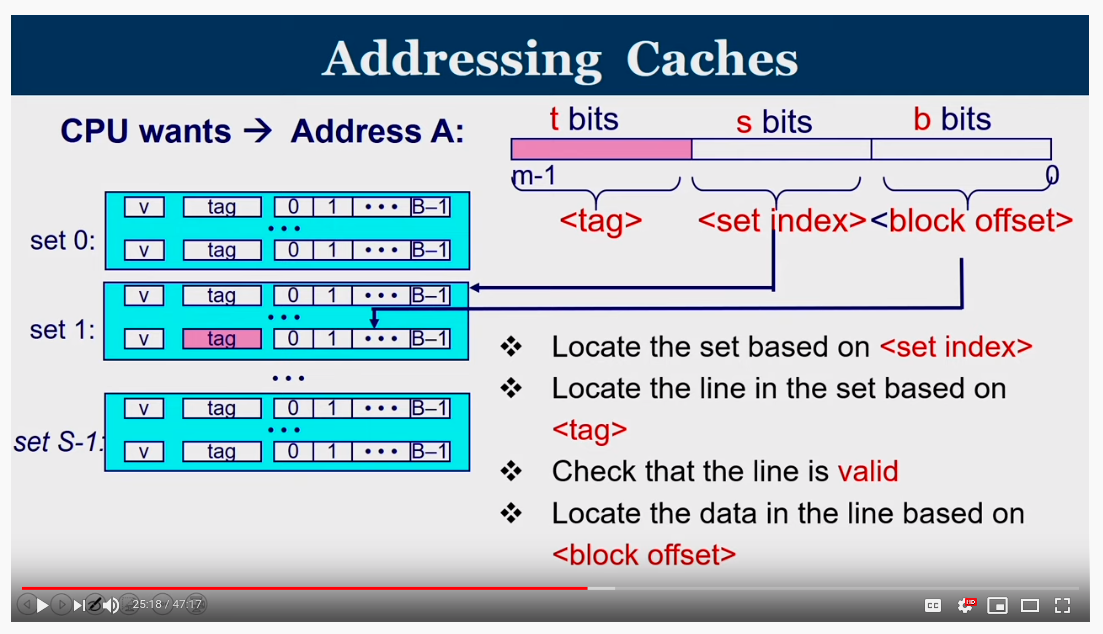 Addressing Caches
CPU wants → Address A:
t bits s bits b bits
m-1 0
<tag> <set index> <block offset>
set 0:
v tag 0 1 • • • B–1
• • •
v tag 0 1 • • • B–1
set 1:
v tag 0 1 • • • B–1
• • •
v tag 0 1 • • • B–1
• • •
set S-1:
v tag 0 1 • • • B–1
• • •
v tag 0 1 • • • B–1
❖ Locate the set based on <set index>
❖ Locate the line in the set based on
<tag>
❖ Check that the line is valid
❖ Locate the data in the line based on
<block offset>
25:18 / 47:17
CC HD